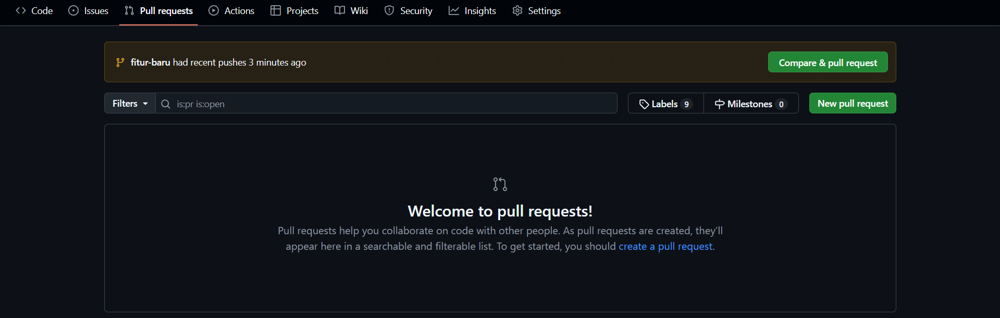 Code Issues Pull requests Actions Projects Wiki Security Insights Settings
fitur-baru had recent pushes 3 minutes ago Compare & pull request
Filters is:pr is:open Labels 9 Milestones 0 New pull request
Welcome to pull requests!
Pull requests help you collaborate on code with other people. As pull requests are created, they’ll
appear here in a searchable and filterable list. To get started, you should create a pull request.